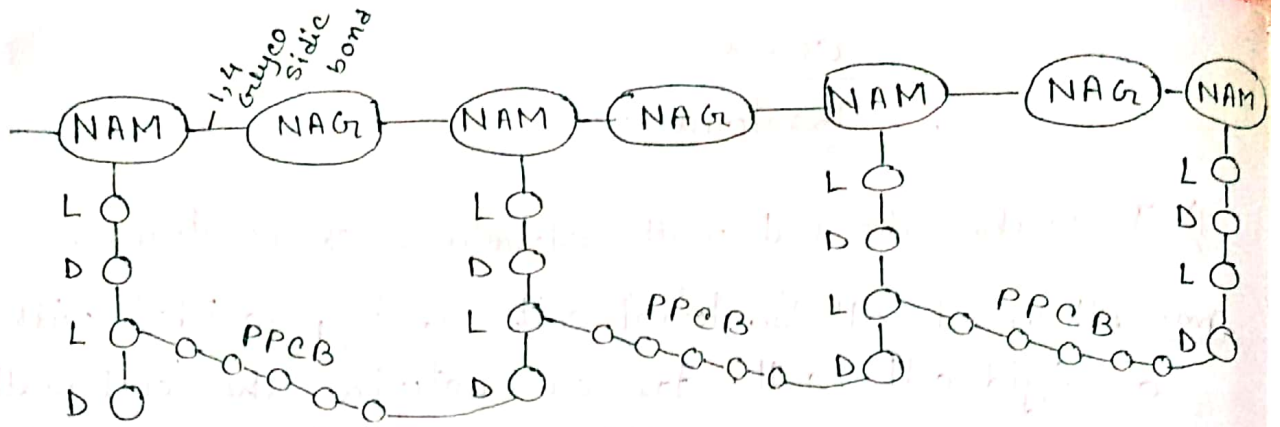 1,4
Glyco
sidic
bond
NAM NAG NAM NAG NAM NAG NAM
L L L L
D D D D
L PPCB L PPCB L PPCB L
D D D D